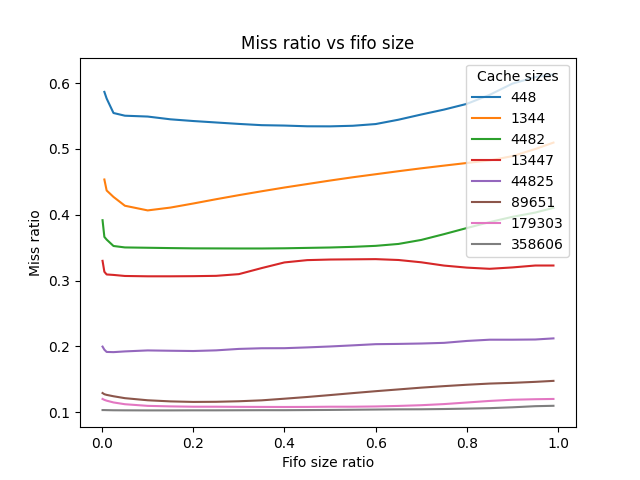 Miss ratio vs fifo size
Miss ratio
0.6
0.5
0.4
0.3
0.2
0.1
Cache sizes
448
1344
4482
13447
44825
89651
179303
358606
0.0 0.2 0.4 0.6 0.8 1.0
Fifo size ratio